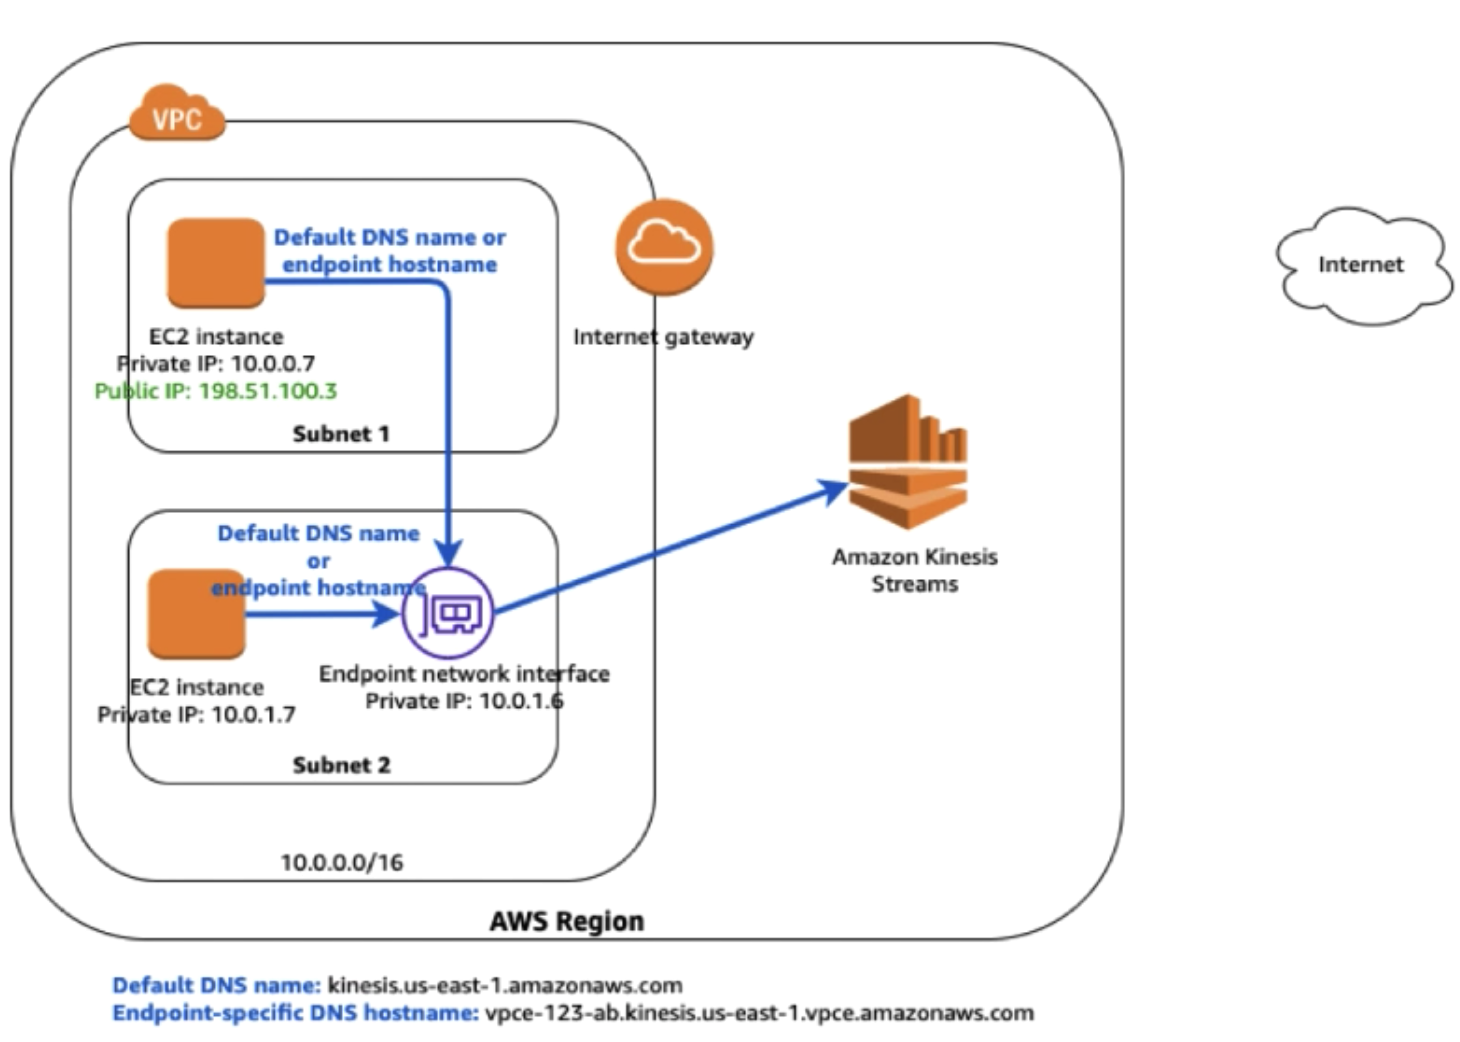 VPC
Default DNS name or
endpoint hostname
EC2 instance
Private IP: 10.0.0.7
Public IP: 198.51.100.3
Subnet 1
Internet gateway
Internet
Default DNS name
or
endpoint hostname
EC2 instance
Private IP: 10.0.1.7
Endpoint network interface
Private IP: 10.0.1.6
Subnet 2
Amazon Kinesis
Streams
10.0.0.0/16
AWS Region
Default DNS name: kinesis.us-east-1.amazonaws.com
Endpoint-specific DNS hostname: vpce-123-ab.kinesis.us-east-1.vpce.amazonaws.com